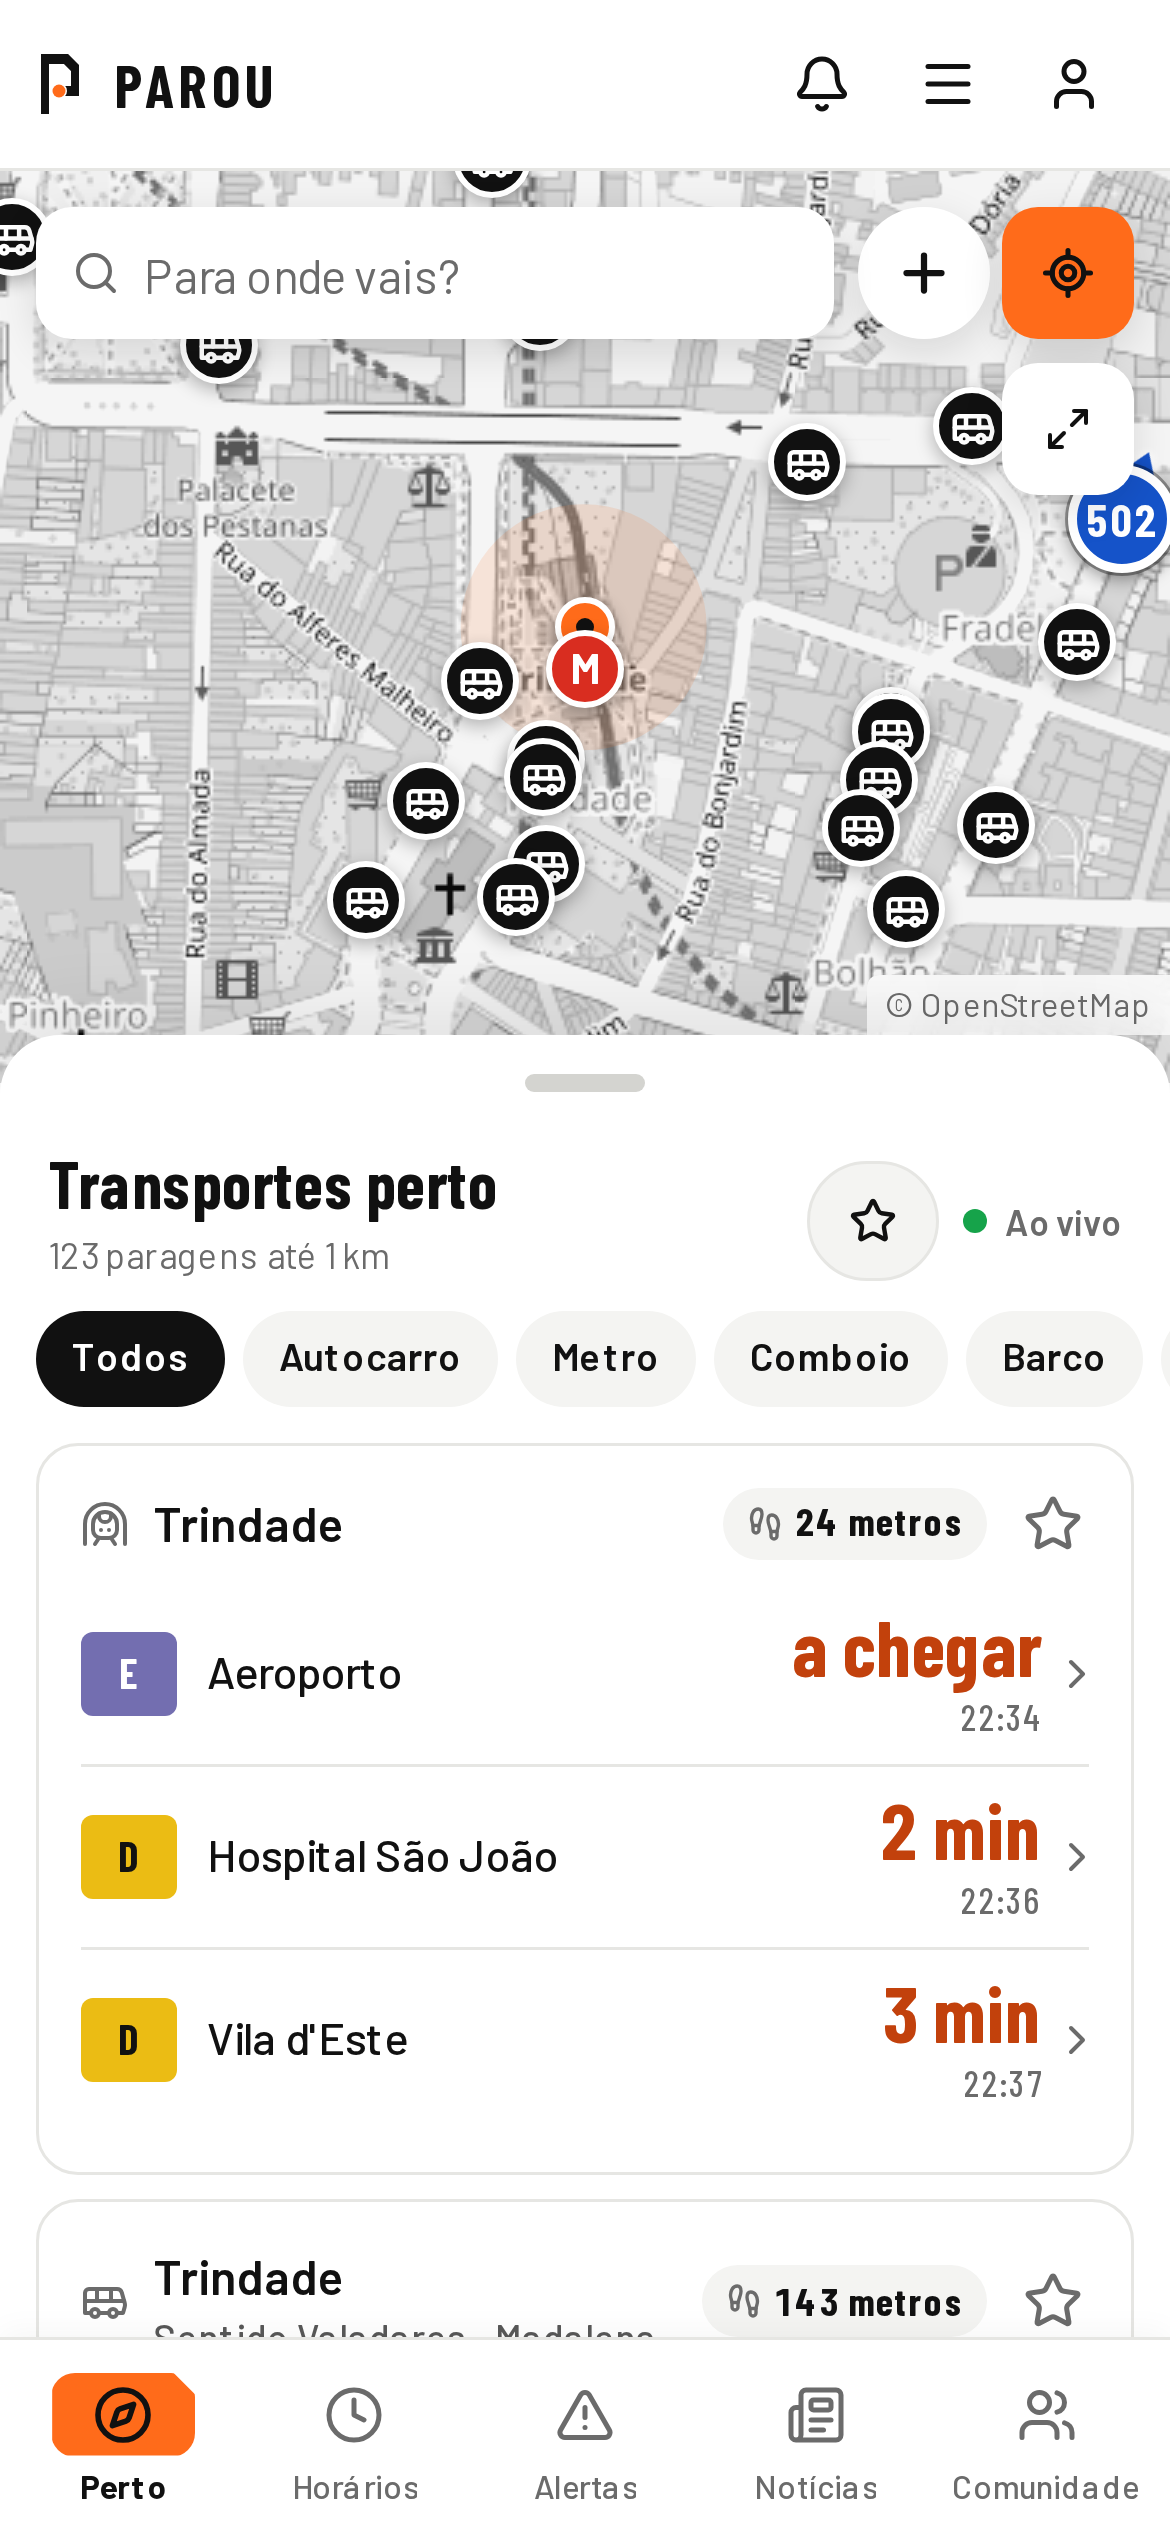 PAROU
Dória
Para onde vais?
Palacete
dos Pestanas
502
P
Rua do Alferes Malheiro
Frade
M
Rua do Bonjardim
Rua do Almada
dade
Bolhão
Pinheiro
© OpenStreetMap
Transportes perto
123 paragens até 1 km
Ao vivo
Todos
Autocarro
Metro
Comboio
Barco
Trindade
24 metros
E
Aeroporto
a chegar
22:34
D
Hospital São João
2 min
22:36
D
Vila d'Este
3 min
22:37
Trindade
143 metros
Perto
Horários
Alertas
Notícias
Comunidade